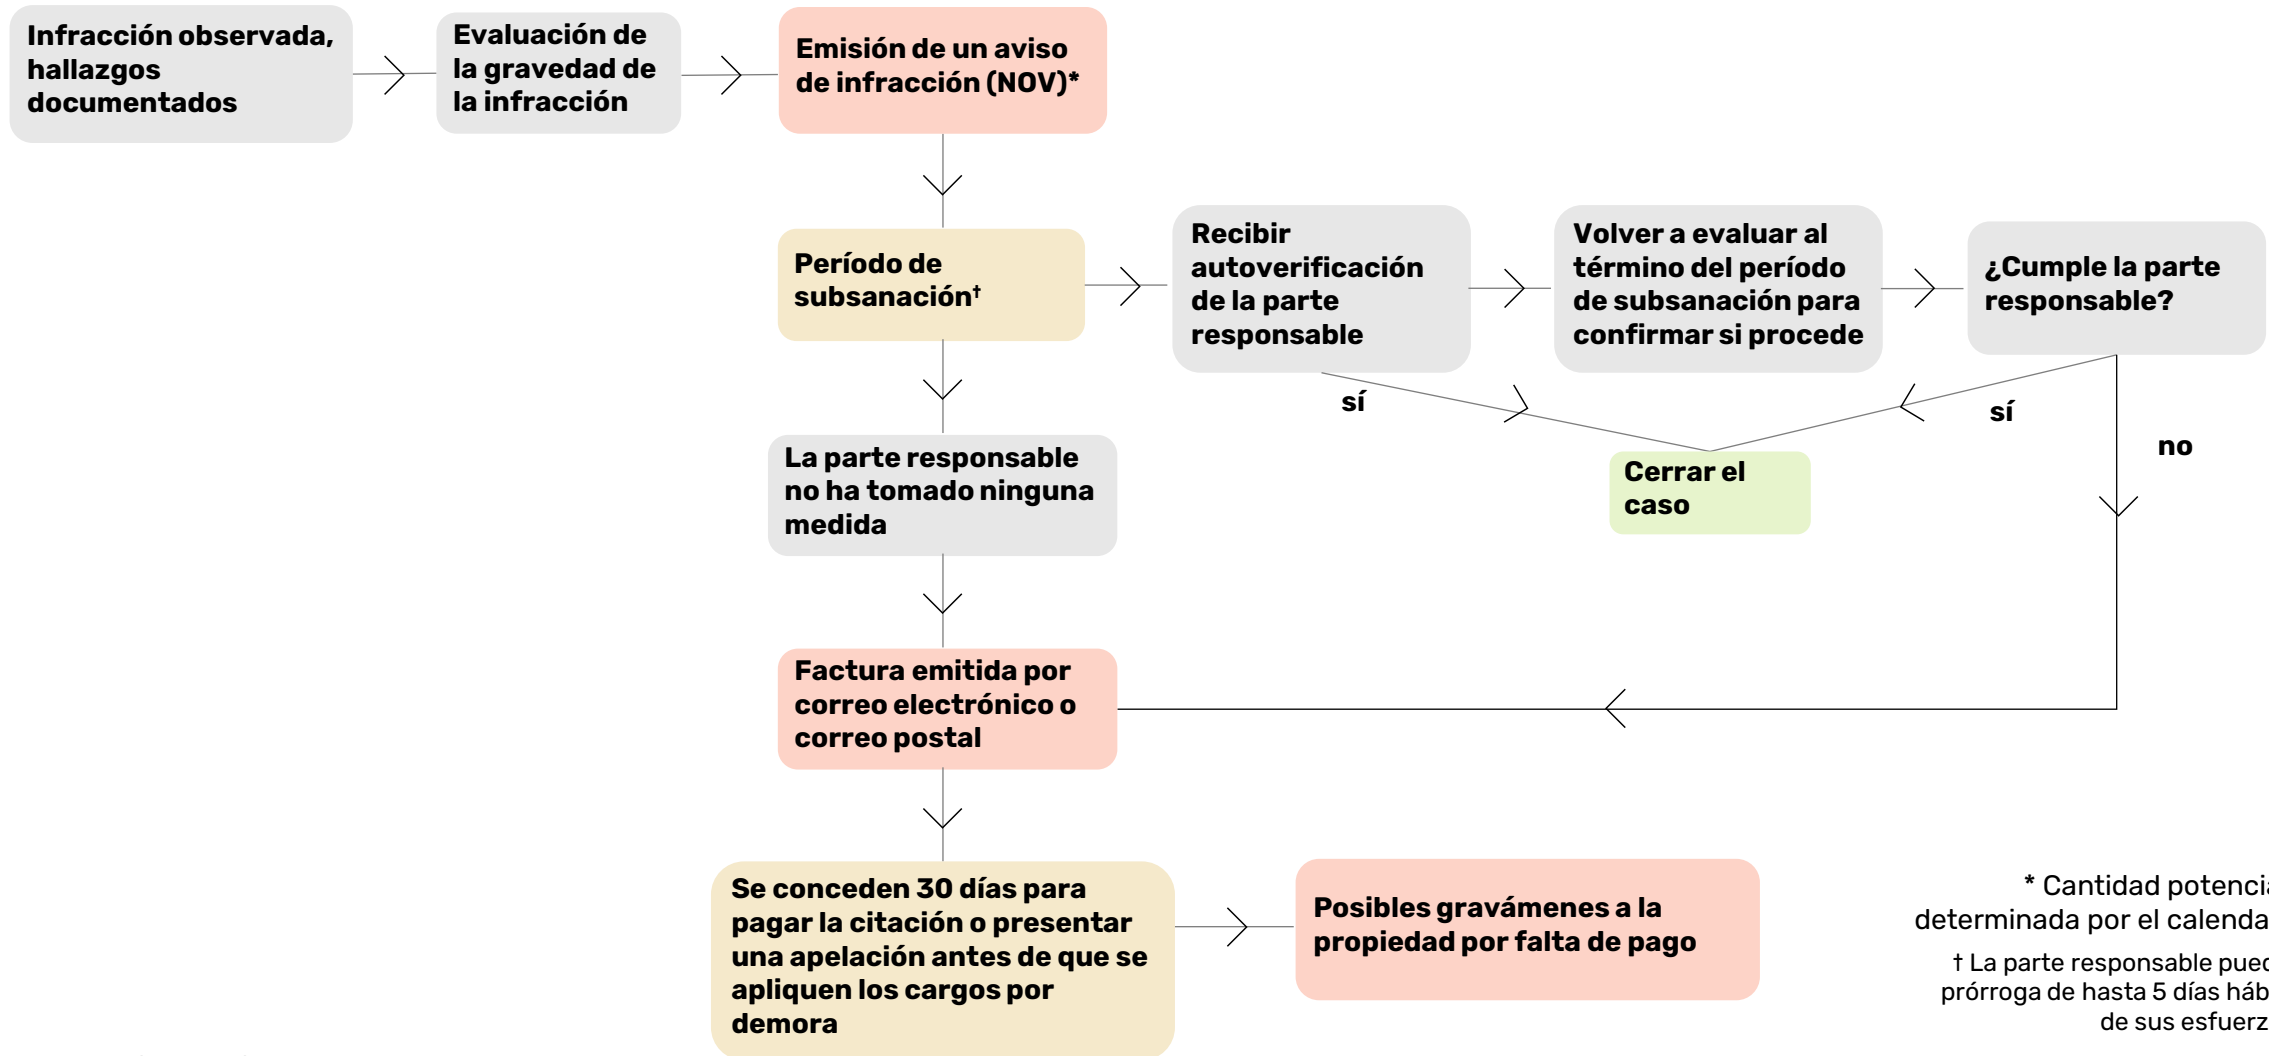 Infracción observada,
hallazgos
documentados
Evaluación de
la gravedad de
la infracción
Emisión de un aviso
de infracción (NOV)*
Período de
subsanación†
Recibir
autoverificación
de la parte
responsable
Volver a evaluar al
término del período
de subsanación para
confirmar si procede
¿Cumple la parte
responsable?
sí
sí
no
Cerrar el
caso
La parte responsable
no ha tomado ninguna
medida
Factura emitida por
correo electrónico o
correo postal
Se conceden 30 días para
pagar la citación o presentar
una apelación antes de que se
apliquen los cargos por
demora
Posibles gravámenes a la
propiedad por falta de pago
* Cantidad
determinada por el
† La parte responsable
prórroga de hasta 5 días
de sus